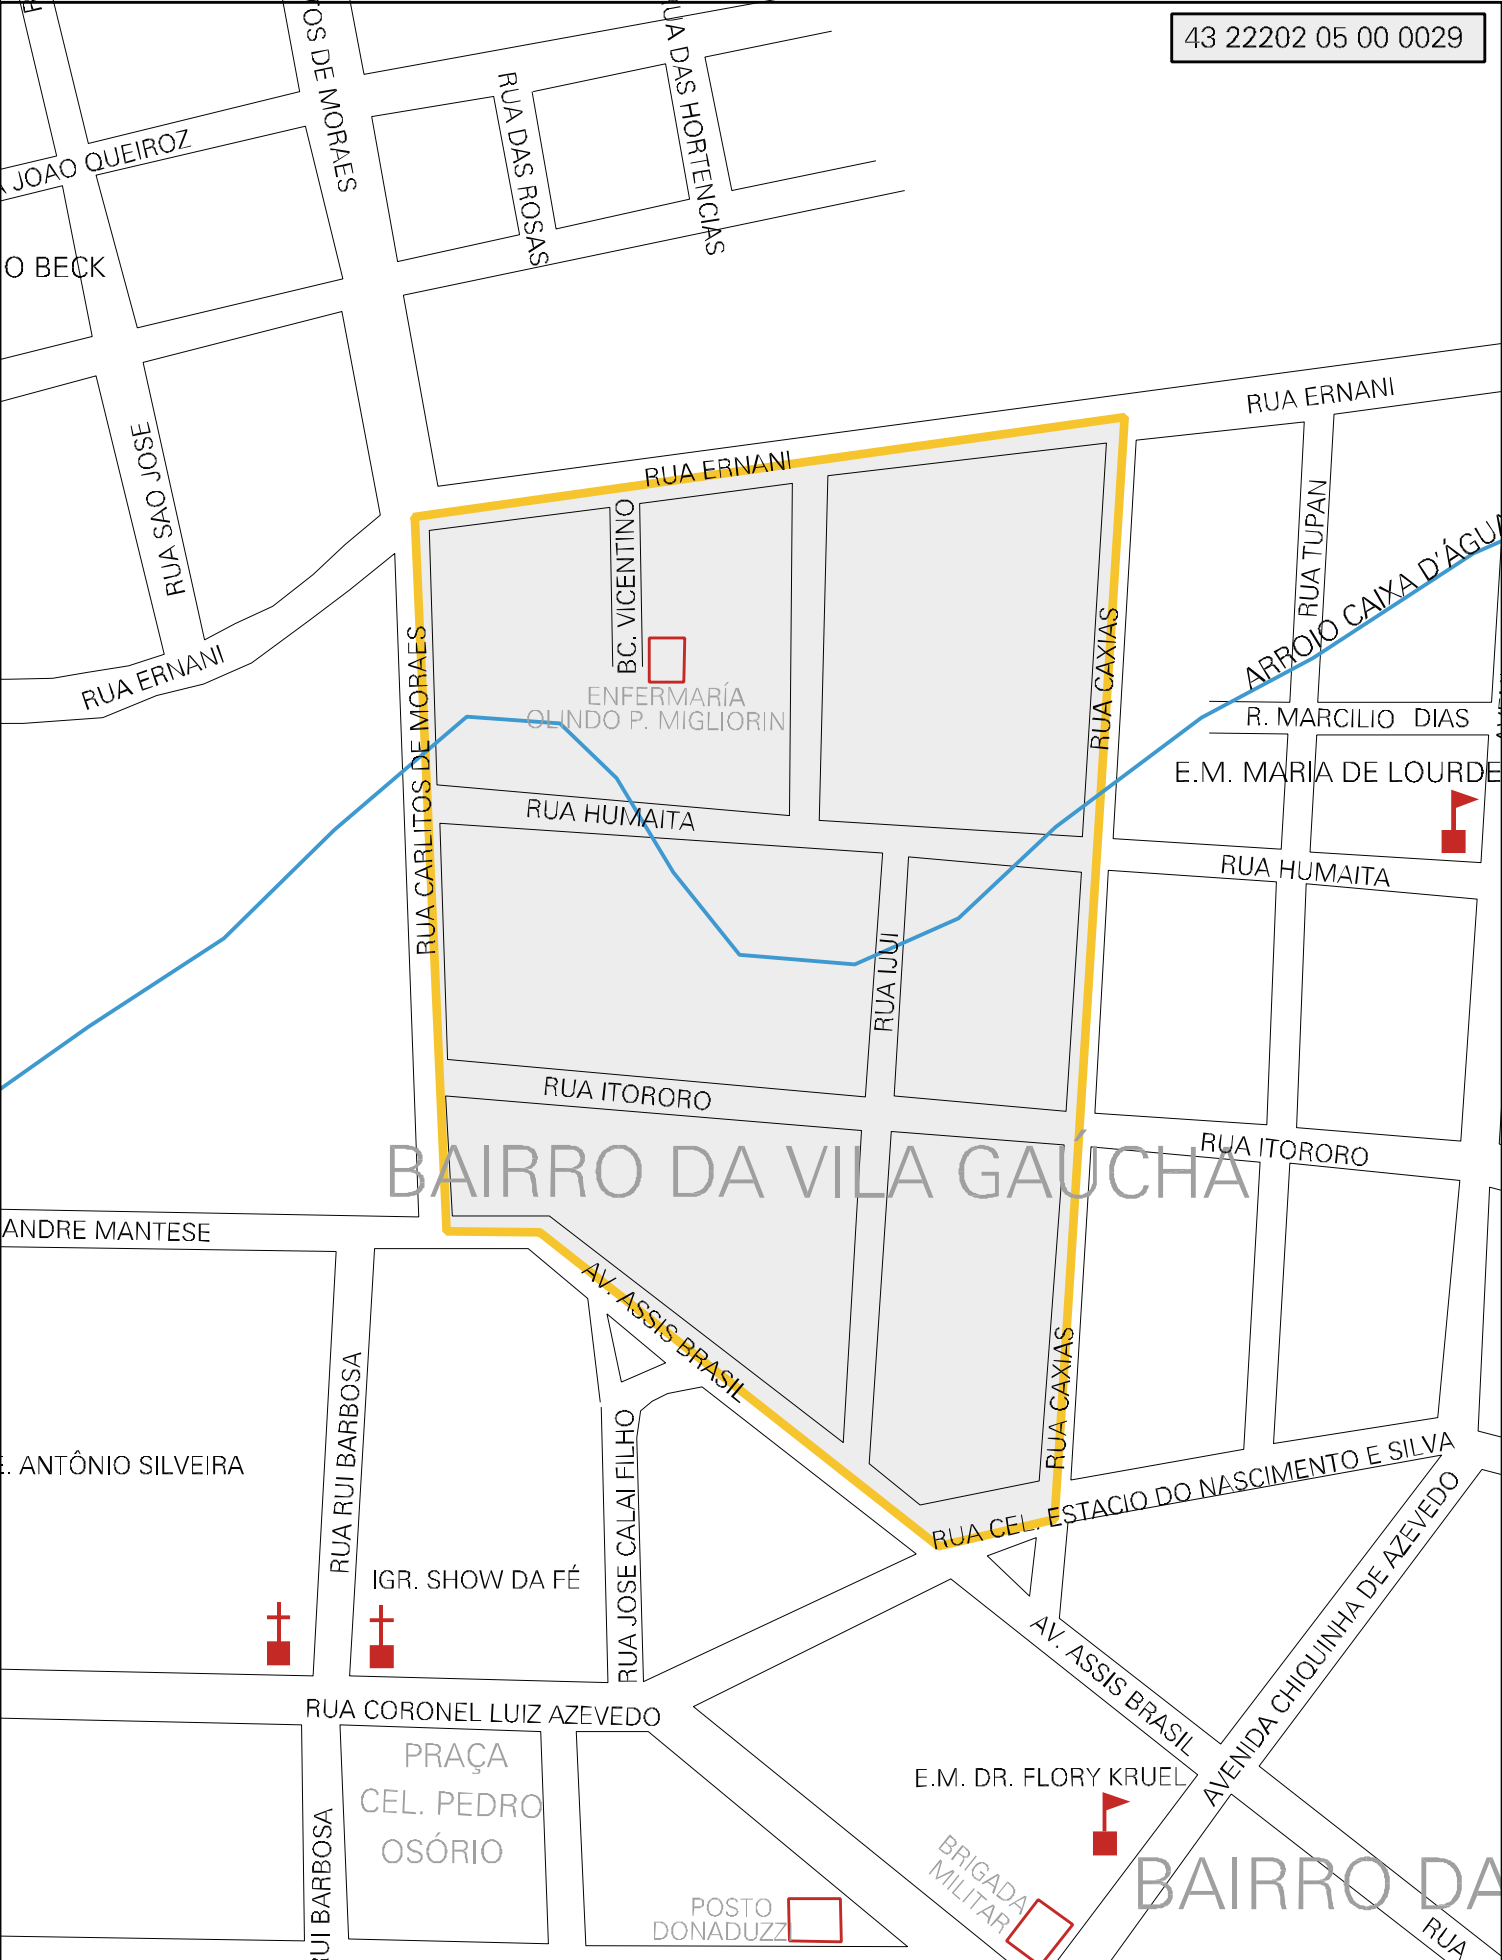 43 22202 05 00 0029
OS DE MORAES
RUA DAS ROSAS
UA DAS HORTENCIAS
JOAO QUEIROZ
O BECK
RUA ERNANI
RUA ERNANI
RUA SAO JOSE
BC. VICENTINO
RUA TUPAN
ARROIO CAIXA D'ÁGUA
RUA ERNANI
RUA CARLITOS DE MORAES
RUA CAXIAS
ENFERMARÍA
OLINDO P. MIGLIORIN
R. MARCILIO DIAS
E.M. MARIA DE LOURDE
RUA HUMAITA
RUA HUMAITA
RUA IJUI
RUA ITORORO
RUA ITORORO
BAIRRO DA VILA GAÚCHA
ANDRE MANTESE
AV. ASSIS BRASIL
RUA RUI BARBOSA
RUA CAXIAS
E. ANTÔNIO SILVEIRA
RUA JOSE CALAI FILHO
RUA CEL. ESTACIO DO NASCIMENTO E SILVA
IGR. SHOW DA FÉ
AVENIDA CHIQUINHA DE AZEVEDO
AV. ASSIS BRASIL
RUA CORONEL LUIZ AZEVEDO
PRAÇA
CEL. PEDRO
OSÓRIO
E.M. DR. FLORY KRUEL
UI BARBOSA
BRIGADA
MILITAR
BAIRRO DA
POSTO
DONADUZZI
RUA